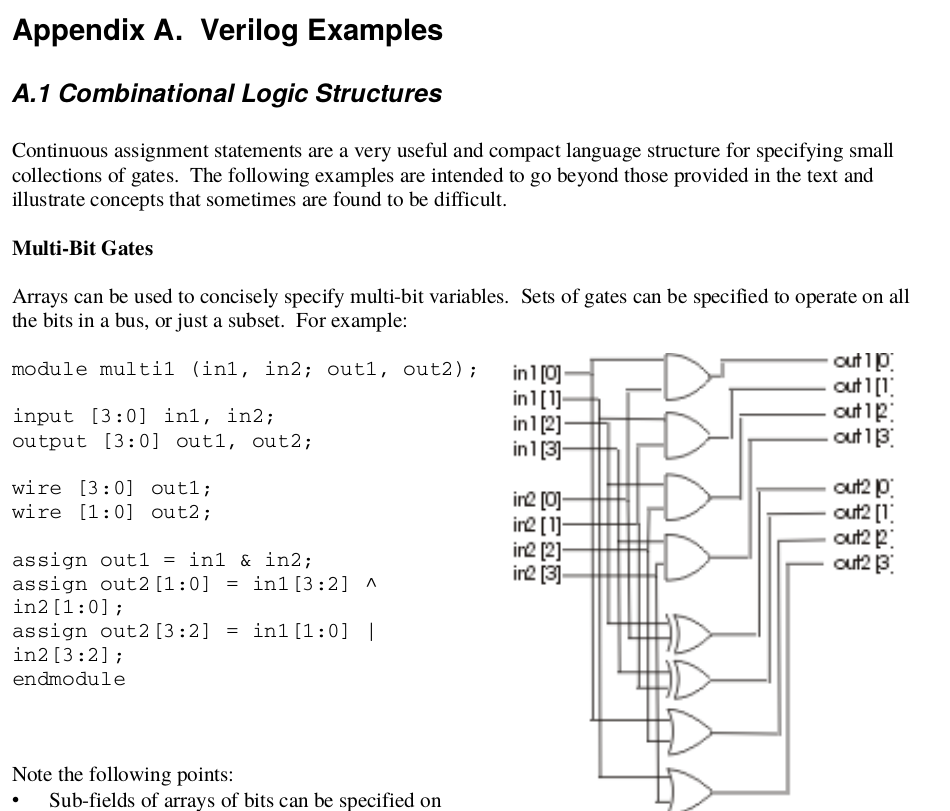 Appendix A.  Verilog Examples
A.1 Combinational Logic Structures
Continuous assignment statements are a very useful and compact language structure for specifying small
collections of gates.  The following examples are intended to go beyond those provided in the text and
illustrate concepts that sometimes are found to be difficult.
Multi-Bit Gates
Arrays can be used to concisely specify multi-bit variables.  Sets of gates can be specified to operate on all
the bits in a bus, or just a subset.  For example:
module multi1 (in1, in2; out1, out2);
input [3:0] in1, in2;
output [3:0] out1, out2;
wire [3:0] out1;
wire [1:0] out2;
assign out1 = in1 & in2;
assign out2[1:0] = in1[3:2] ^
in2[1:0];
assign out2[3:2] = in1[1:0] |
in2[3:2];
endmodule
in1[0]
in1[1]
in1[2]
in1[3]
in2 [0]
in2 [1]
in2 [2]
in2 [3]
out1[0]
out1[1]
out1[2]
out1[3]
out2 [0]
out2 [1]
out2 [2]
out2 [3]
Note the following points:
•   Sub-fields of arrays of bits can be specified on